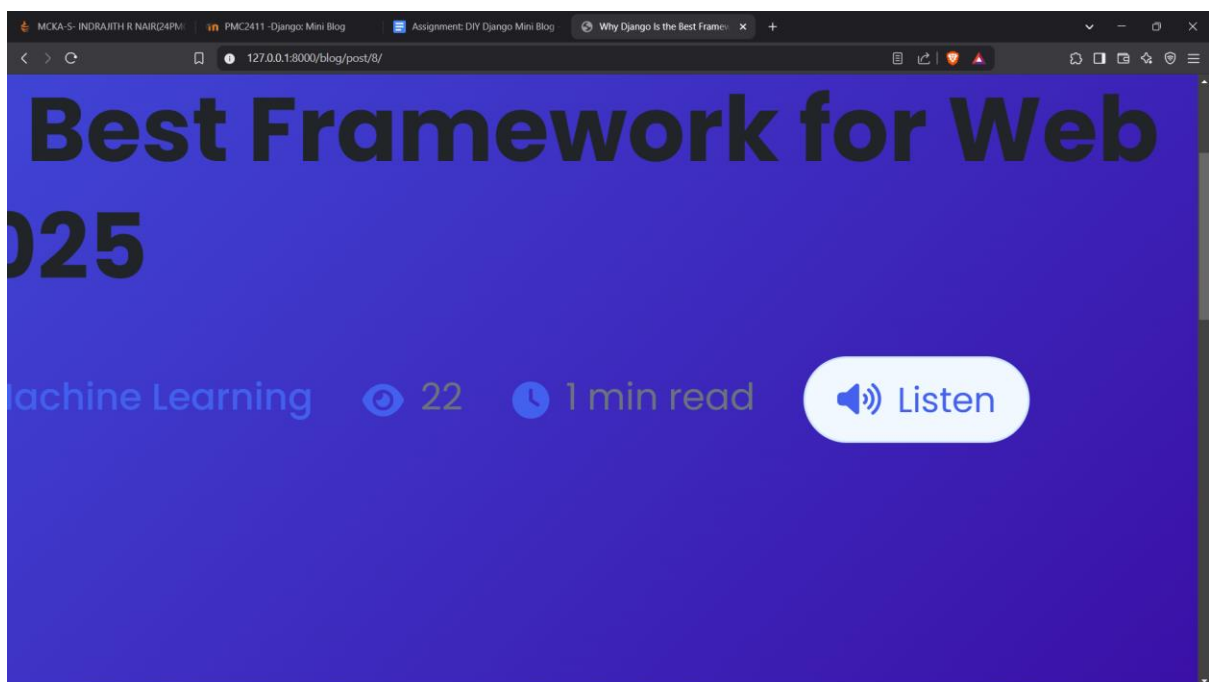 MCKA-S- INDRAJITH R NAIR(24PM
PMC2411 -Django: Mini Blog
Assignment: DIY Django Mini Blog
Why Django Is the Best Framew
127.0.0.1:8000/blog/post/8/
Best Framework for Web
025
Machine Learning
22
1 min read
Listen